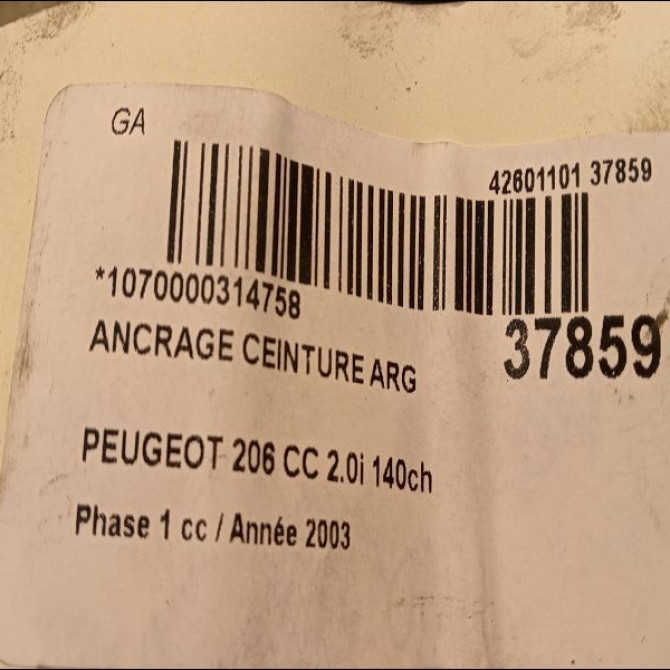 GA
42601101 37859
*1070000314758
37859
ANCRAGE CEINTURE ARG
PEUGEOT 206 CC 2.0i 140ch
Phase 1 cc / Année 2003